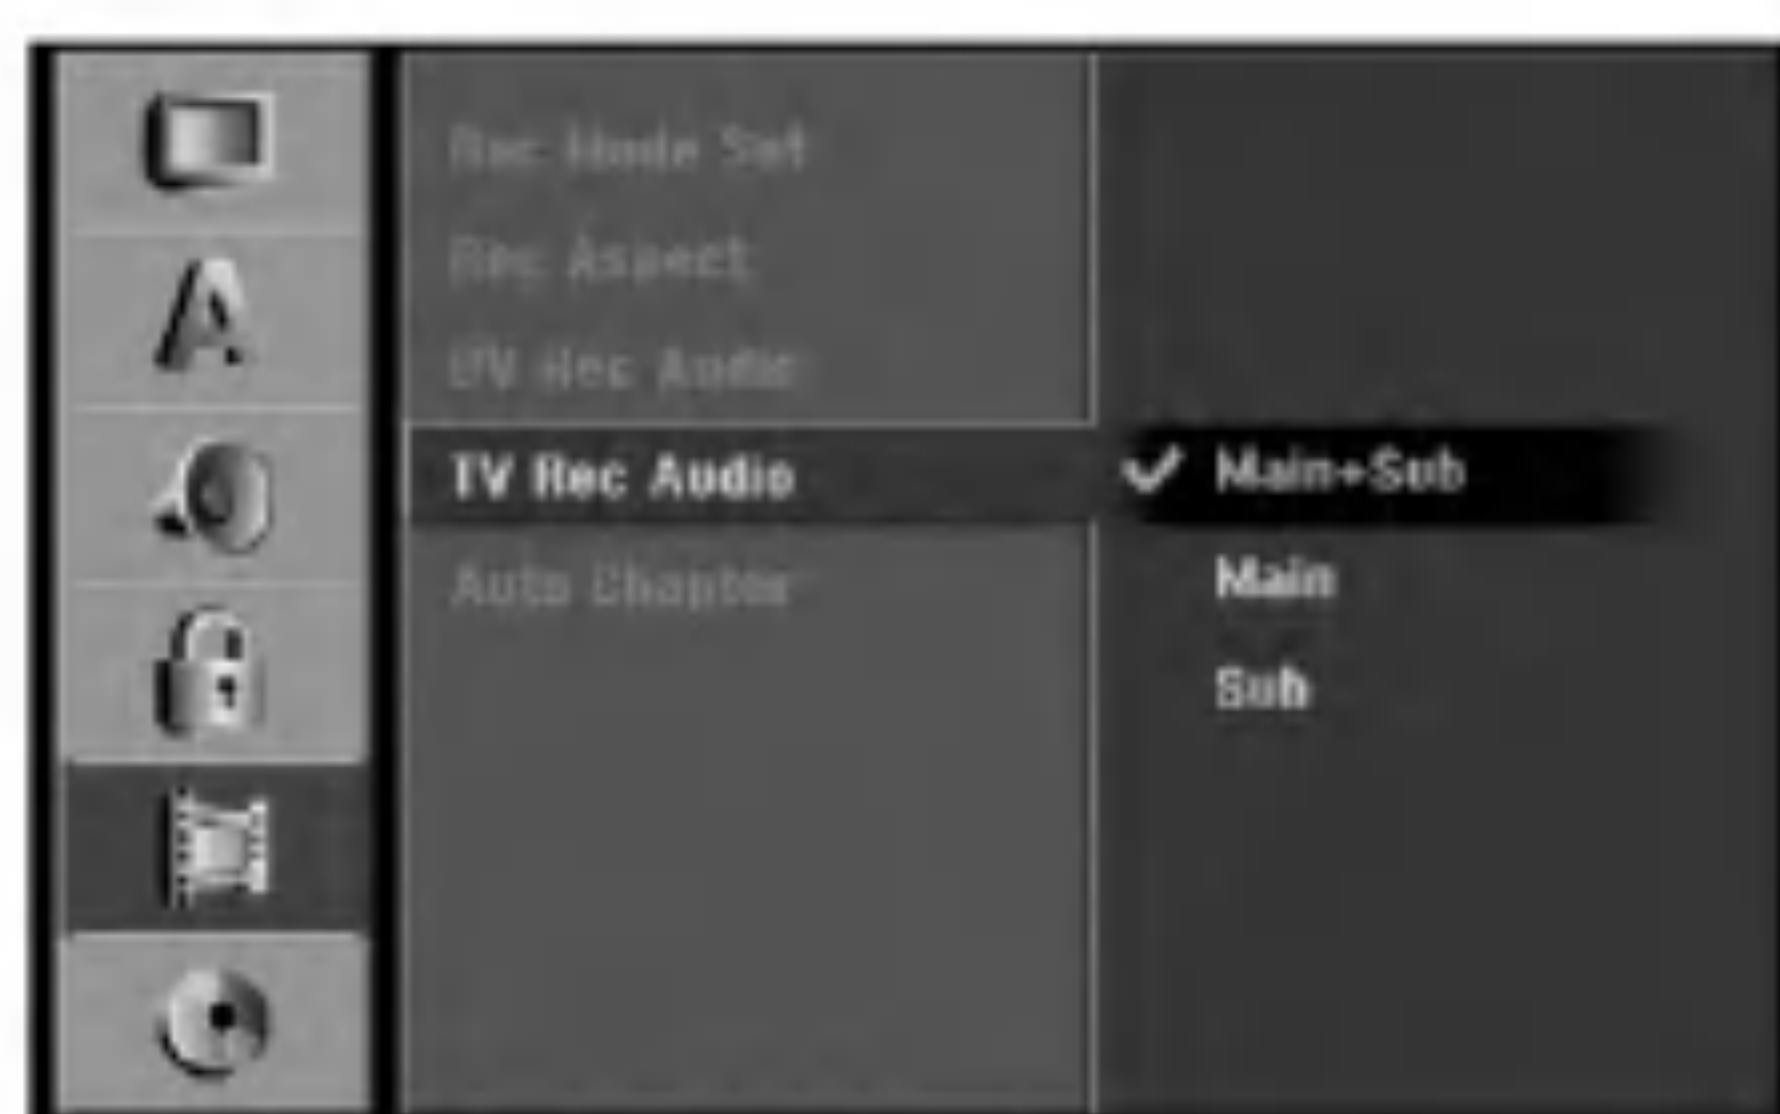 Rec Mode Set
Rec Aspect
DV Rec Audio
TV Rec Audio
Main+Sub
Main
Sub
Auto Chapter